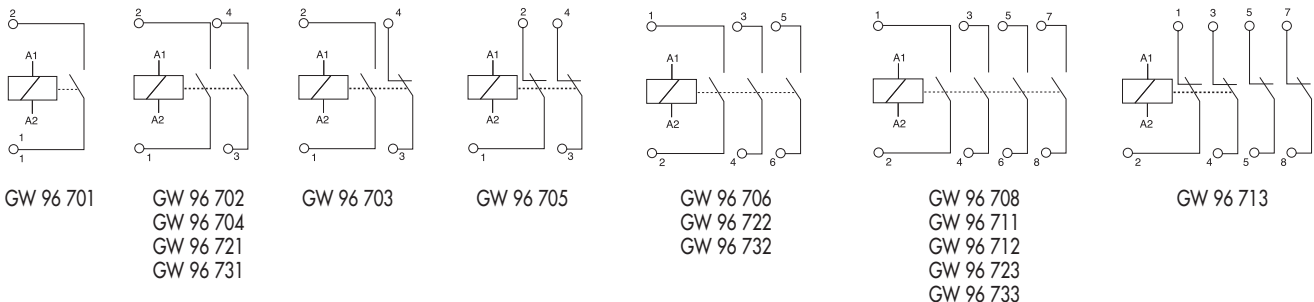 2
A1
A2
1
GW 96 701
2 4
A1
A2
1 3
GW 96 702
GW 96 704
GW 96 721
GW 96 731
2 4
A1
A2
1 3
GW 96 703
2 4
A1
A2
1 3
GW 96 705
1 3 5
A1
A2
2 4 6
GW 96 706
GW 96 722
GW 96 732
1 3 5 7
A1
A2
2 4 6 8
GW 96 708
GW 96 711
GW 96 712
GW 96 723
GW 96 733
1 3 5 7
A1
A2
2 4 5 8
GW 96 713